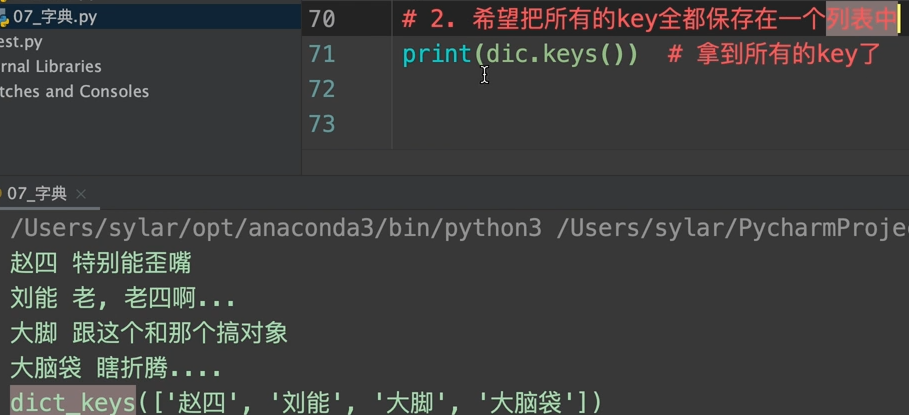 07_字典.py
est.py
rnal Libraries
tches and Consoles
70 # 2. 希望把所有的key全都保存在一个列表中
71 print(dic.keys()) # 拿到所有的key了
72
73
07_字典 ×
/Users/sylar/opt/anaconda3/bin/python3 /Users/sylar/PycharmProje
赵四 特别能歪嘴
刘能 老, 老四啊...
大脚 跟这个和那个搞对象
大脑袋 瞎折腾....
dict_keys(['赵四', '刘能', '大脚', '大脑袋'])